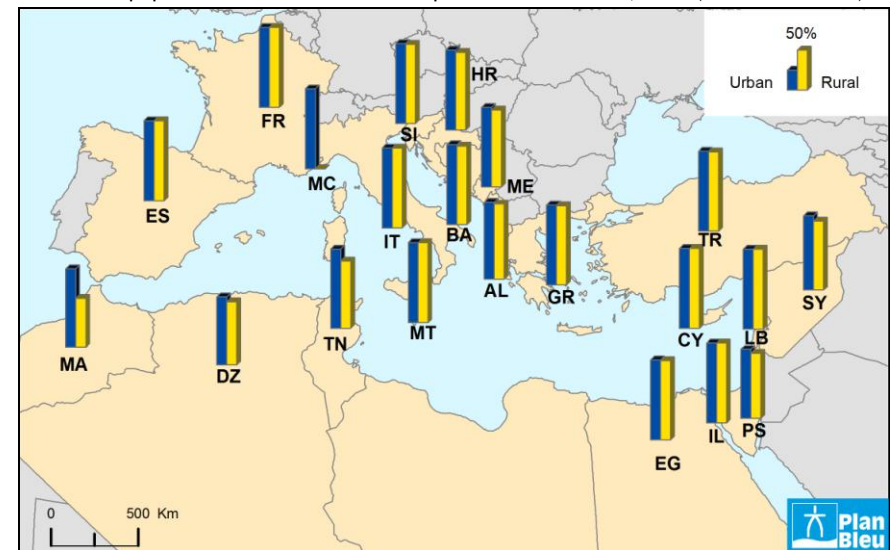 50%
Urban Rural
HR
FR
SI
MC
ME
ES
IT
BA
TR
AL
GR
SY
MA
TN
MT
CY
LB
DZ
IL
PS
EG
0 500 Km
Plan
Bleu